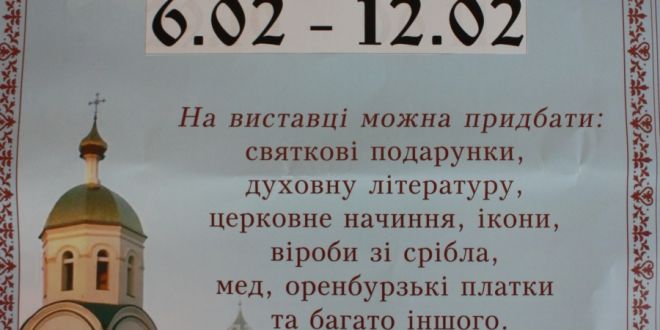 6.02 – 12.02
На виставці можна придбати:
святкові подарунки,
духовну літературу,
церковне начиння, ікони,
вироби зі срібла,
мед, оренбурзькі платки
та багато іншого.